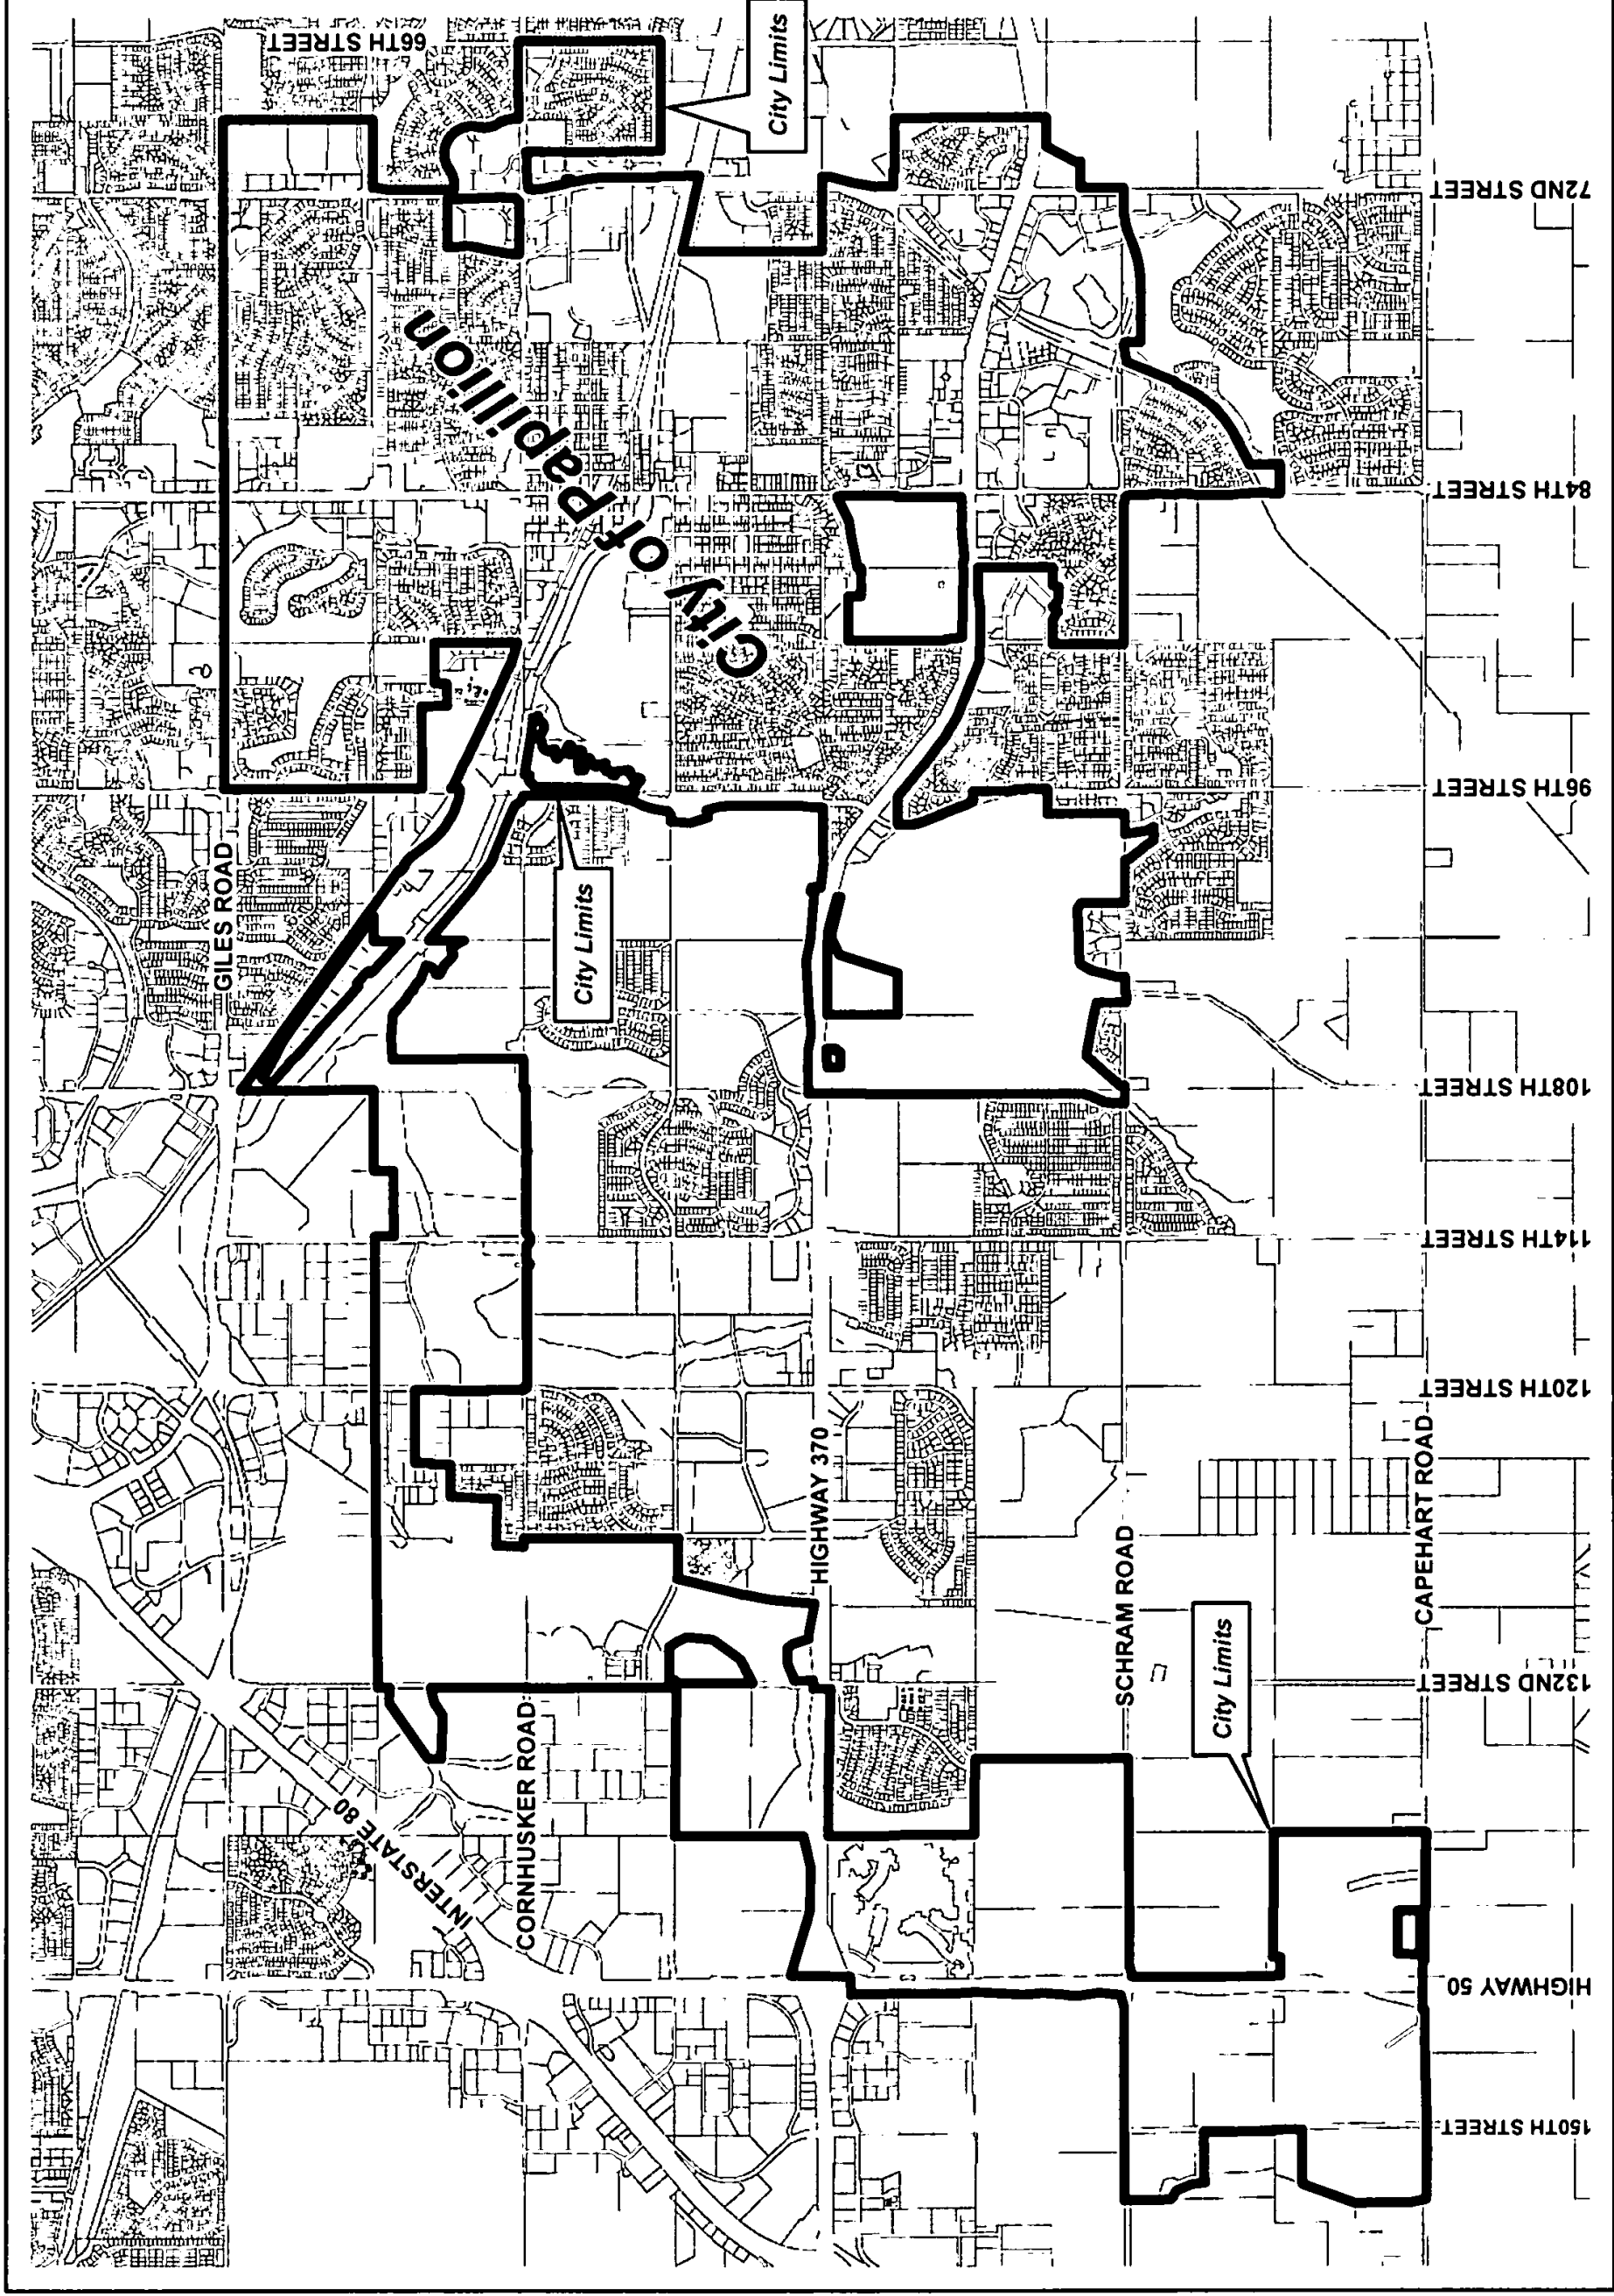 66TH STREET
City Limits
72ND STREET
City of Papillion
84TH STREET
96TH STREET
GILES ROAD
City Limits
108TH STREET
114TH STREET
120TH STREET
HIGHWAY 370
CAPEHART ROAD
SCHRAM ROAD
City Limits
132ND STREET
CORNHUSKER ROAD
INTERSTATE 80
HIGHWAY 50
150TH STREET